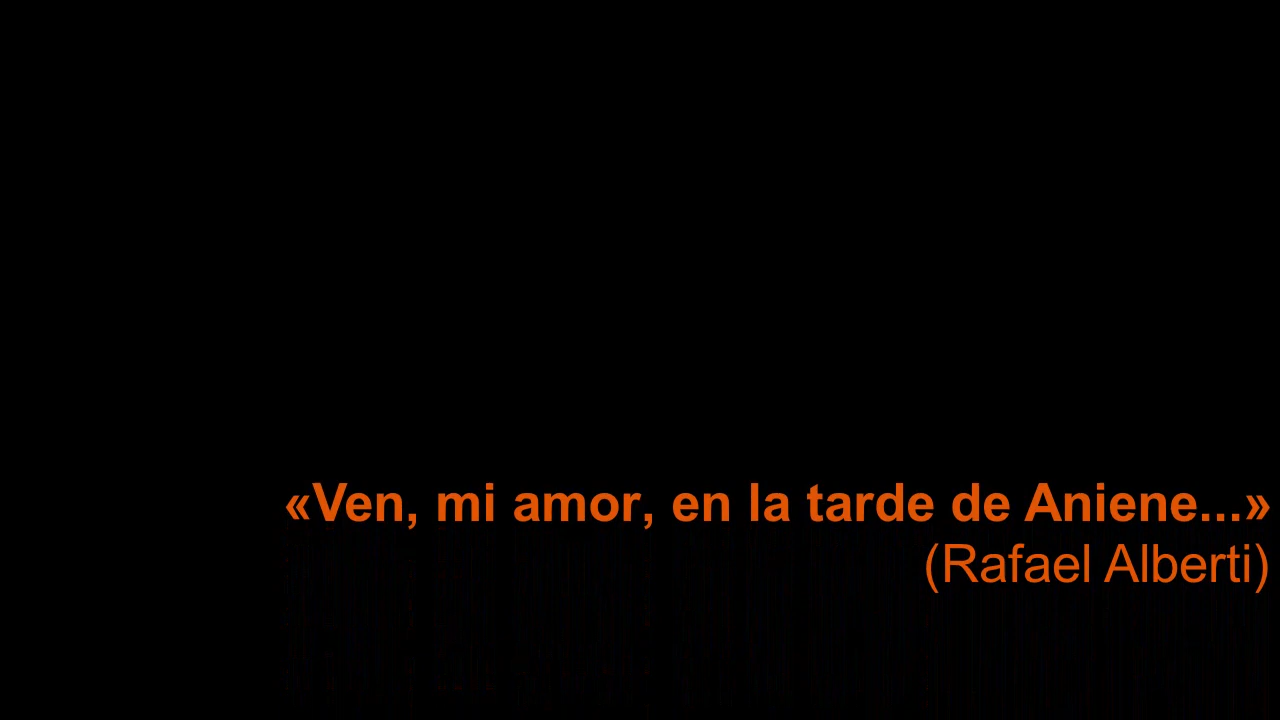 «Ven, mi amor, en la tarde de Aniene...»
(Rafael Alberti)